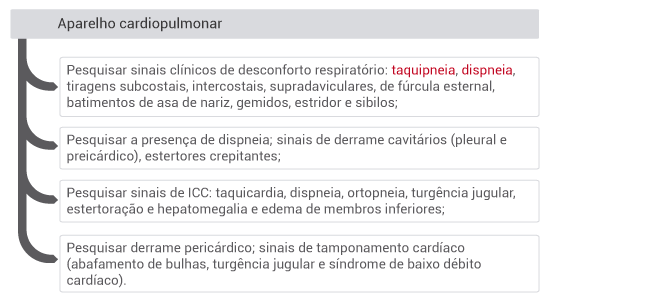 Aparelho cardiopulmonar
Pesquisar sinais clínicos de desconforto respiratório: taquipneia, dispneia,
tiragens subcostais, intercostais, supradaviculares, de fúrcula esternal,
batimentos de asa de nariz, gemidos, estridor e sibilos;
Pesquisar a presença de dispneia; sinais de derrame cavitários (pleural e
preicárdico), estertores crepitantes;
Pesquisar sinais de ICC: taquicardia, dispneia, ortopneia, turgência jugular,
estertoração e hepatomegalia e edema de membros inferiores;
Pesquisar derrame pericárdico; sinais de tamponamento cardíaco
(abafamento de bulhas, turgência jugular e síndrome de baixo débito
cardíaco).